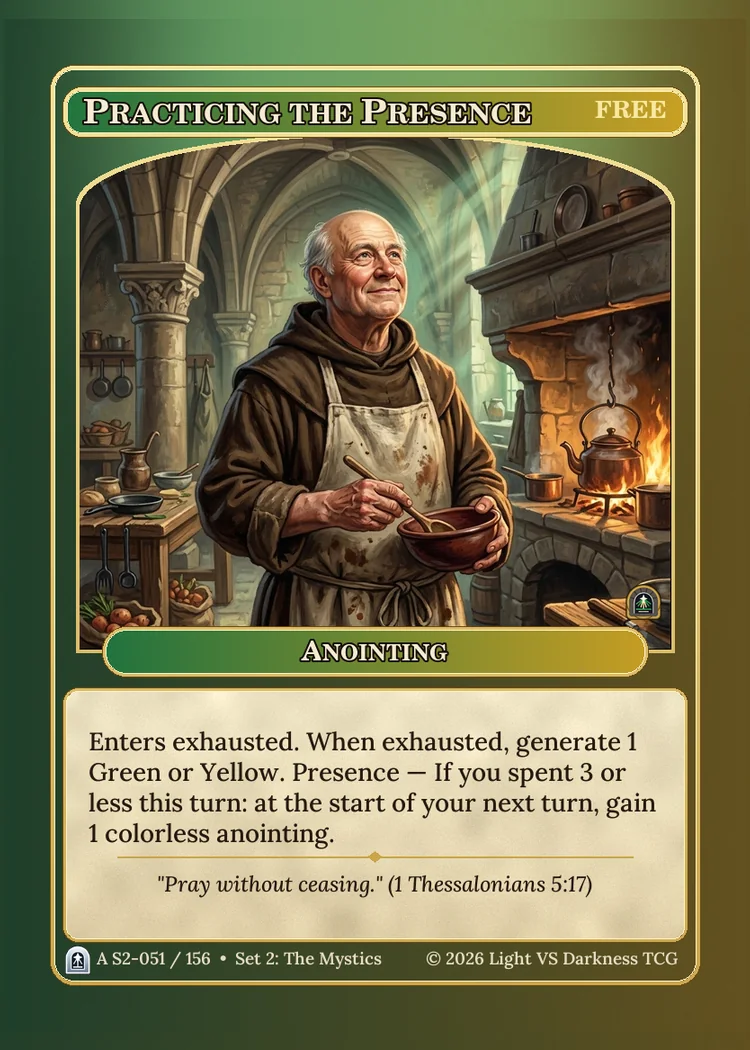 Practicing the Presence FREE
Anointing
Enters exhausted. When exhausted, generate 1
Green or Yellow. Presence — If you spent 3 or
less this turn: at the start of your next turn, gain
1 colorless anointing.
"Pray without ceasing." (1 Thessalonians 5:17)
A S2-051 / 156 • Set 2: The Mystics © 2026 Light VS Darkness TCG